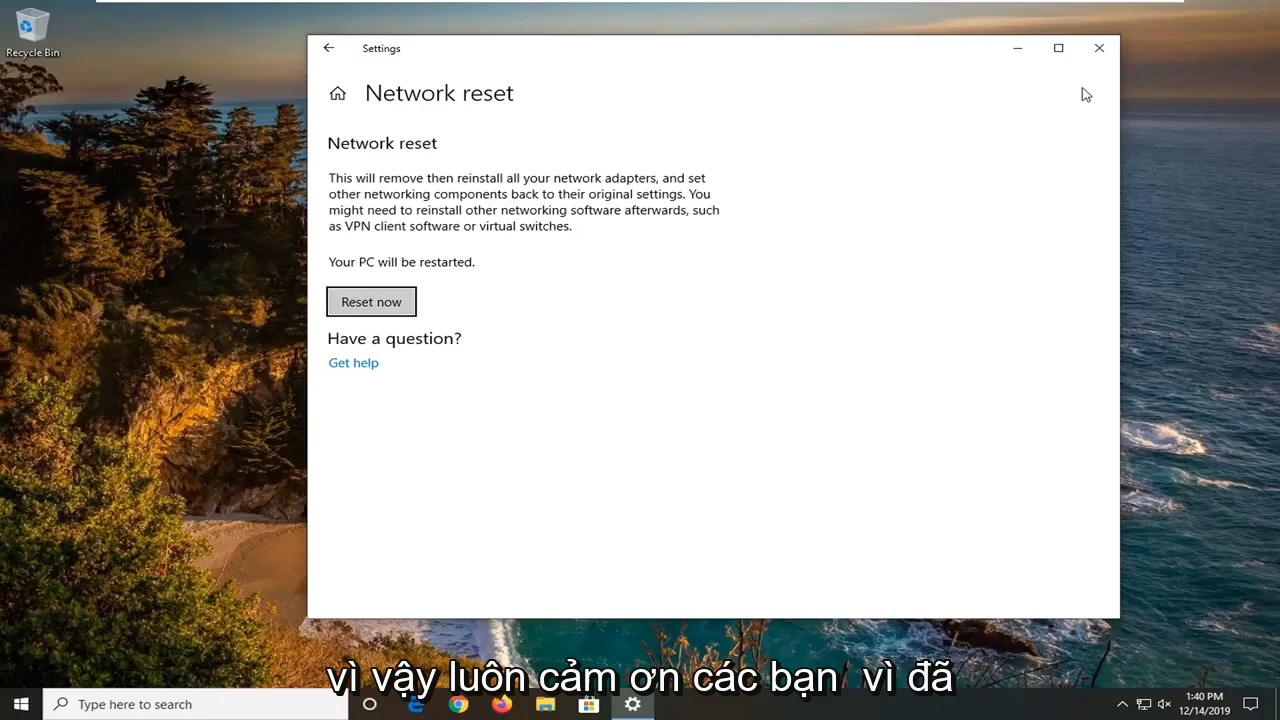 Recycle Bin
Settings
Network reset
Network reset
This will remove then reinstall all your network adapters, and set
other networking components back to their original settings. You
might need to reinstall other networking software afterwards, such
as VPN client software or virtual switches.
Your PC will be restarted.
Reset now
Have a question?
Get help
vì vậy luôn cảm ơn các bạn vì đã
Type here to search
1:40 PM
12/14/2019